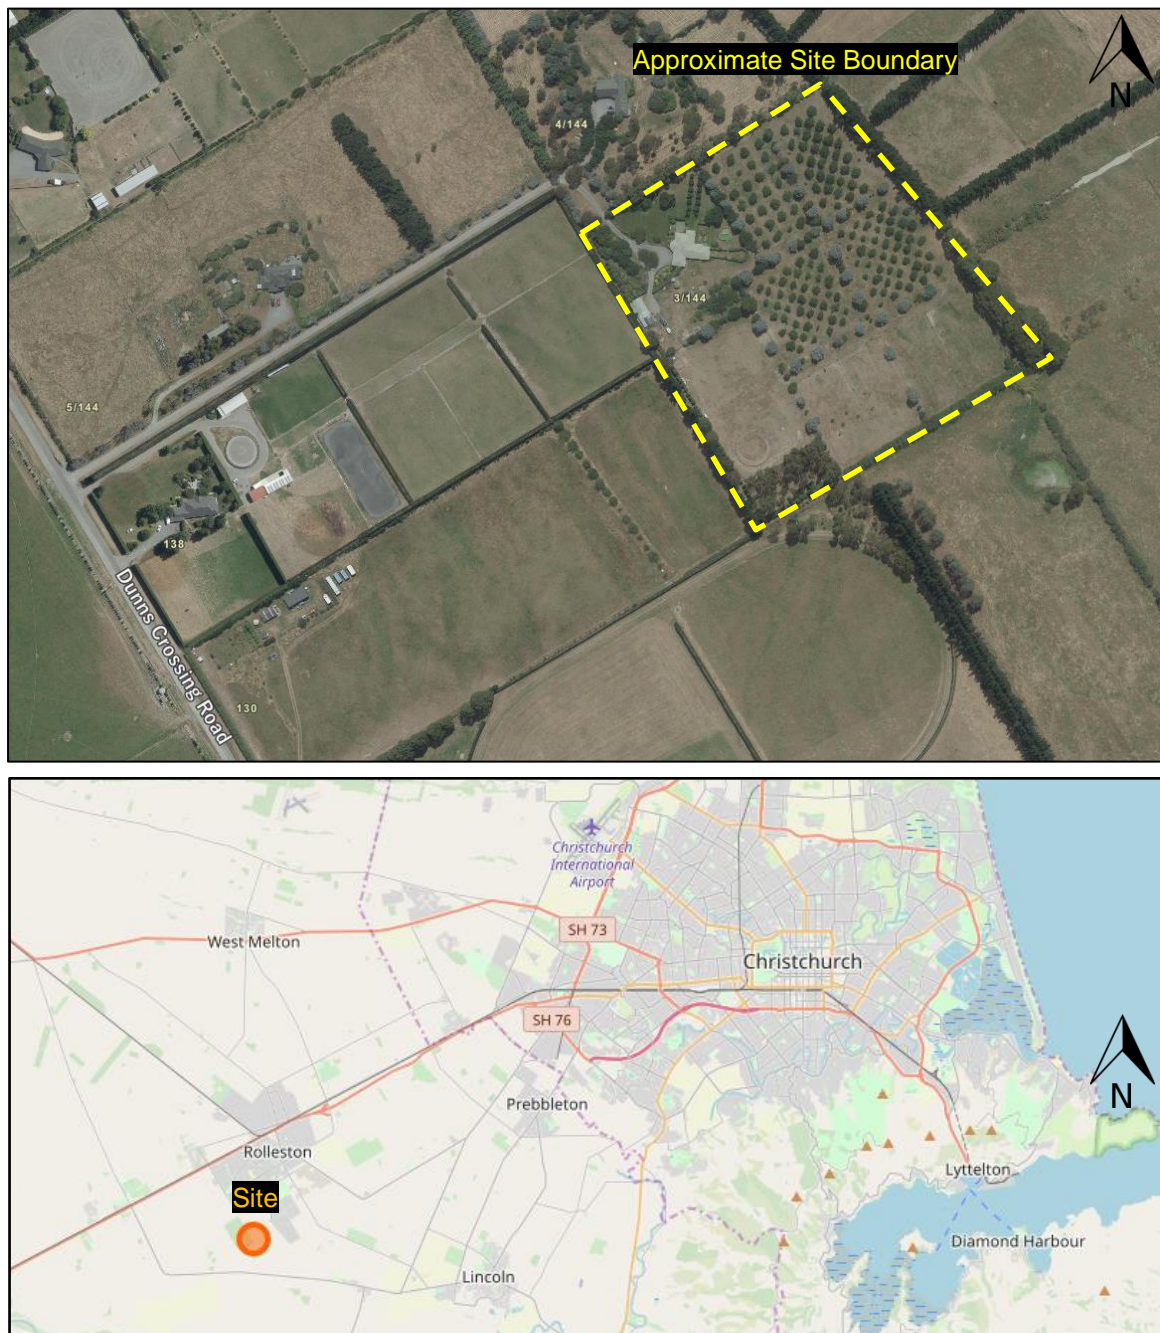 Approximate Site Boundary
N
4/144
3/144
5/144
138
Dunns Crossing Road
130
Christchurch
International
Airport
SH 73
West Melton
Christchurch
SH 76
N
Prebbleton
Rolleston
Lyttelton
Site
Diamond Harbour
Lincoln